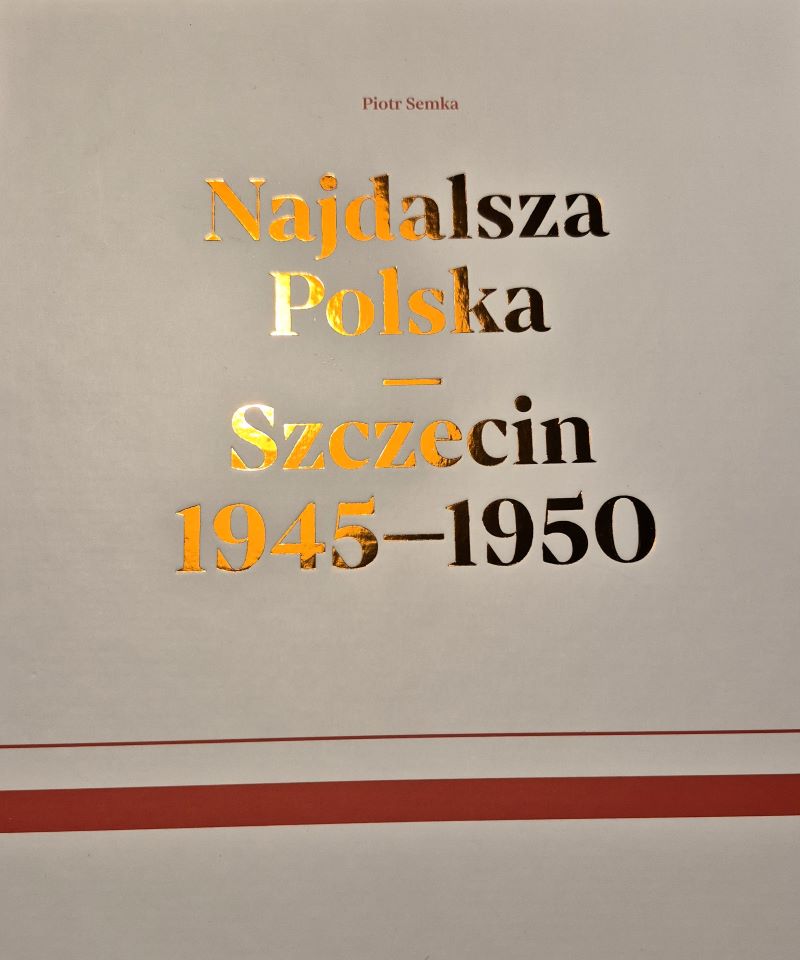 Piotr Semka
Najdalsza
Polska
—
Szczecin
1945–1950